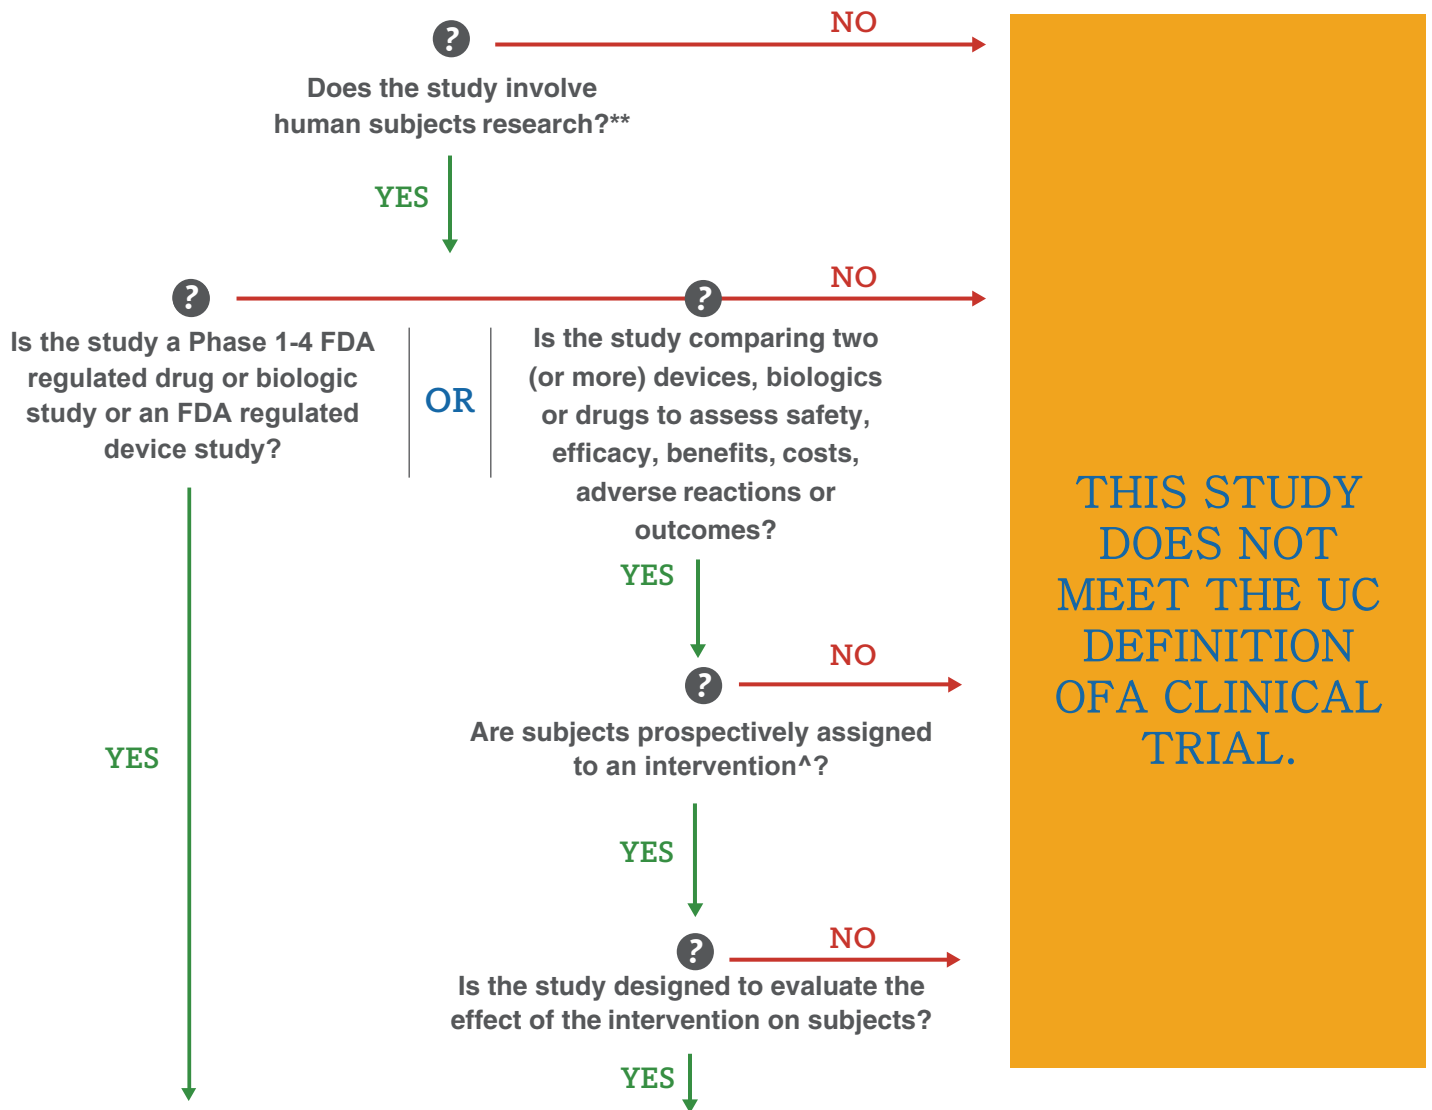 NO
?
Does the study involve
human subjects research?**
YES
NO
?
?
Is the study a Phase 1-4 FDA
regulated drug or biologic
study or an FDA regulated
device study?
OR
Is the study comparing two
(or more) devices, biologics
or drugs to assess safety,
efficacy, benefits, costs,
adverse reactions or
outcomes?
YES
NO
?
Are subjects prospectively assigned
to an intervention^?
YES
YES
NO
?
Is the study designed to evaluate the
effect of the intervention on subjects?
YES
THIS STUDY
DOES NOT
MEET THE UC
DEFINITION
OFA CLINICAL
TRIAL.